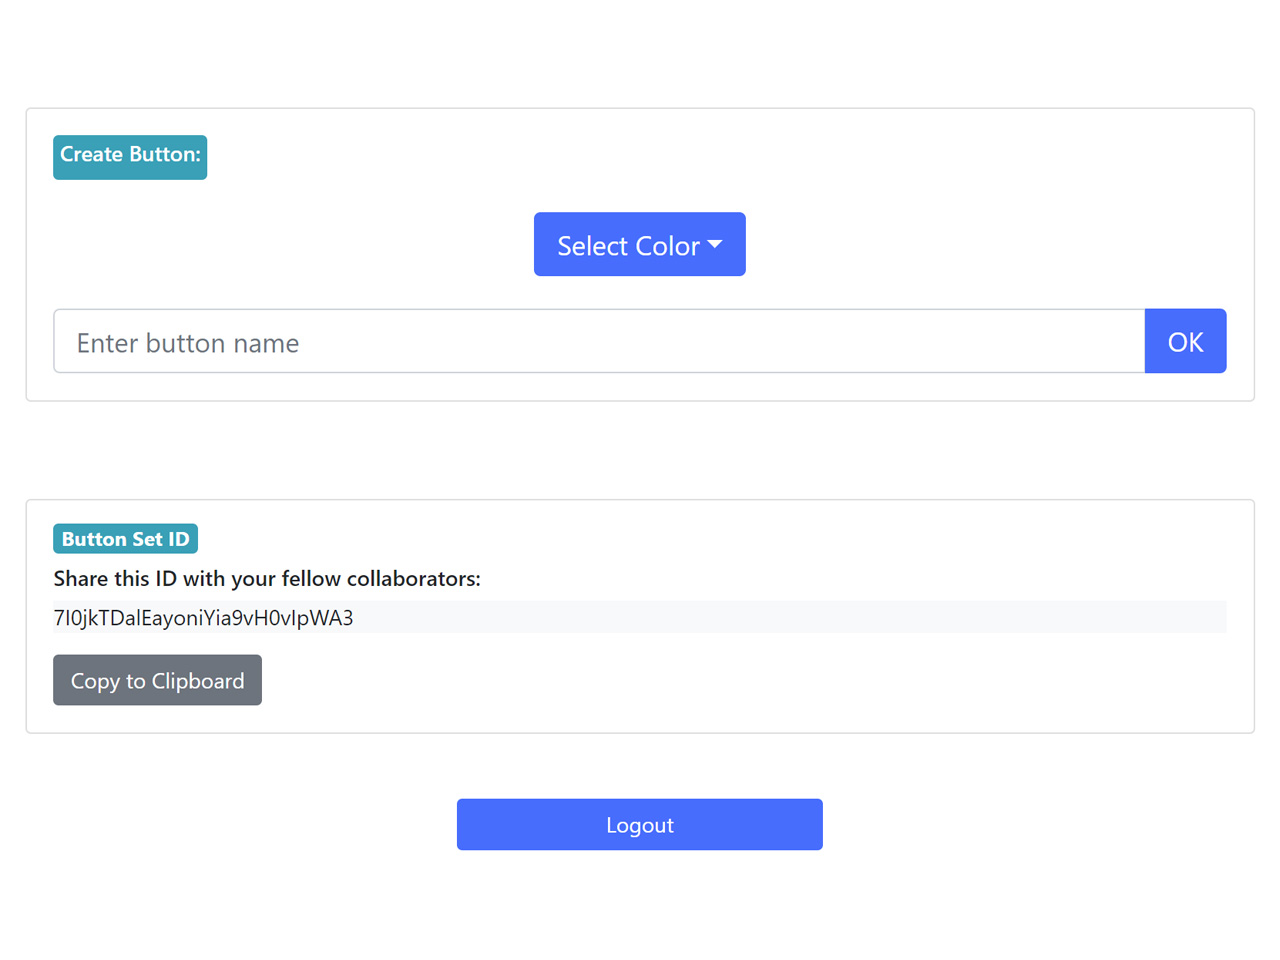 Create Button:
Select Color
Enter button name
OK
Button Set ID
Share this ID with your fellow collaborators:
7I0jkTDalEayoniYia9vH0vIpWA3
Copy to Clipboard
Logout